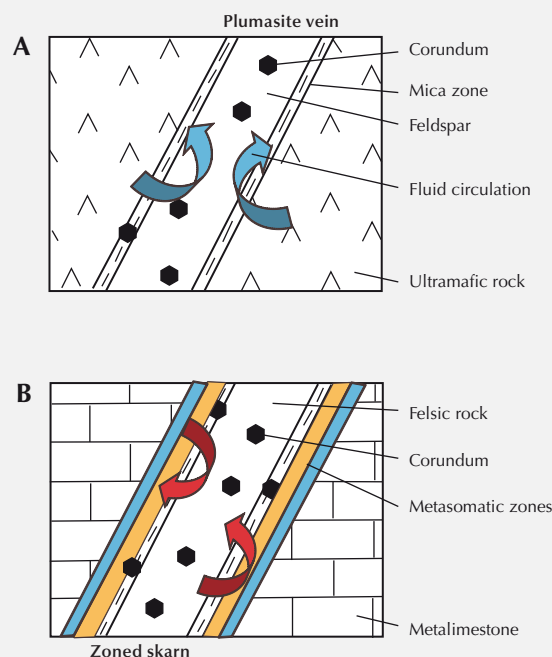 Plumasite vein
A
Corundum
Mica zone
Feldspar
Fluid circulation
Ultramafic rock
B
Felsic rock
Corundum
Metasomatic zones
Metalimestone
Zoned skarn